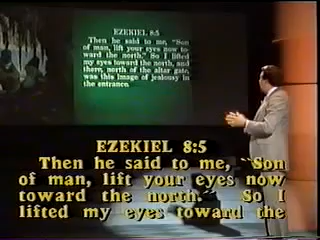 EZEKIEL 8:5
Then he said to me, "Son
of man, lift your eyes now to-
ward the north." So I lifted
my eyes toward the north, and
there, north of the altar gate,
was this image of jealousy in
the entrance.
EZEKIEL 8:5
Then he said to me, "Son
of man, lift your eyes now
toward the north." So I
lifted my eyes toward the